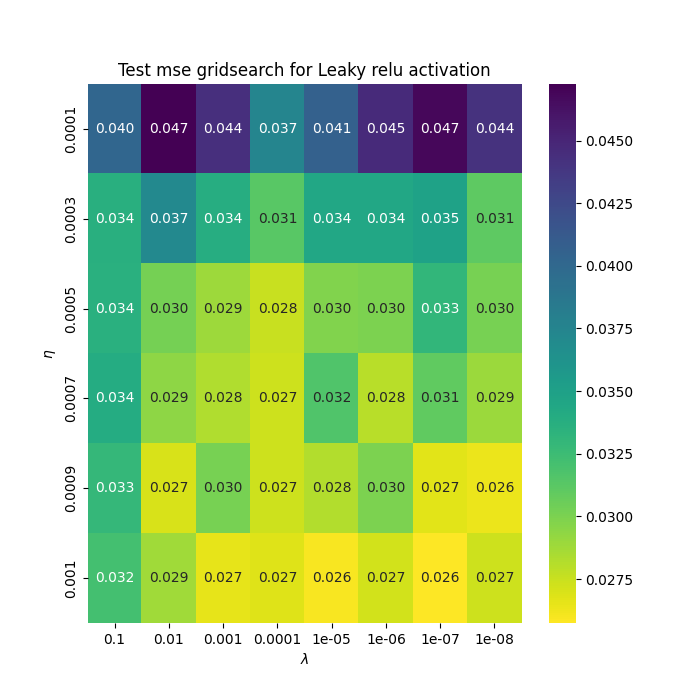 Test mse gridsearch for Leaky relu activation
0.0001 0.040 0.047 0.044 0.037 0.041 0.045 0.047 0.044
0.0003 0.034 0.037 0.034 0.031 0.034 0.034 0.035 0.031
0.0005 0.034 0.030 0.029 0.028 0.030 0.030 0.033 0.030
0.0007 0.034 0.029 0.028 0.027 0.032 0.028 0.031 0.029
0.0009 0.033 0.027 0.030 0.027 0.028 0.030 0.027 0.026
0.001 0.032 0.029 0.027 0.027 0.026 0.027 0.026 0.027
η
0.1 0.01 0.001 0.0001 1e-05 1e-06 1e-07 1e-08
λ
0.0450
0.0425
0.0400
0.0375
0.0350
0.0325
0.0300
0.0275